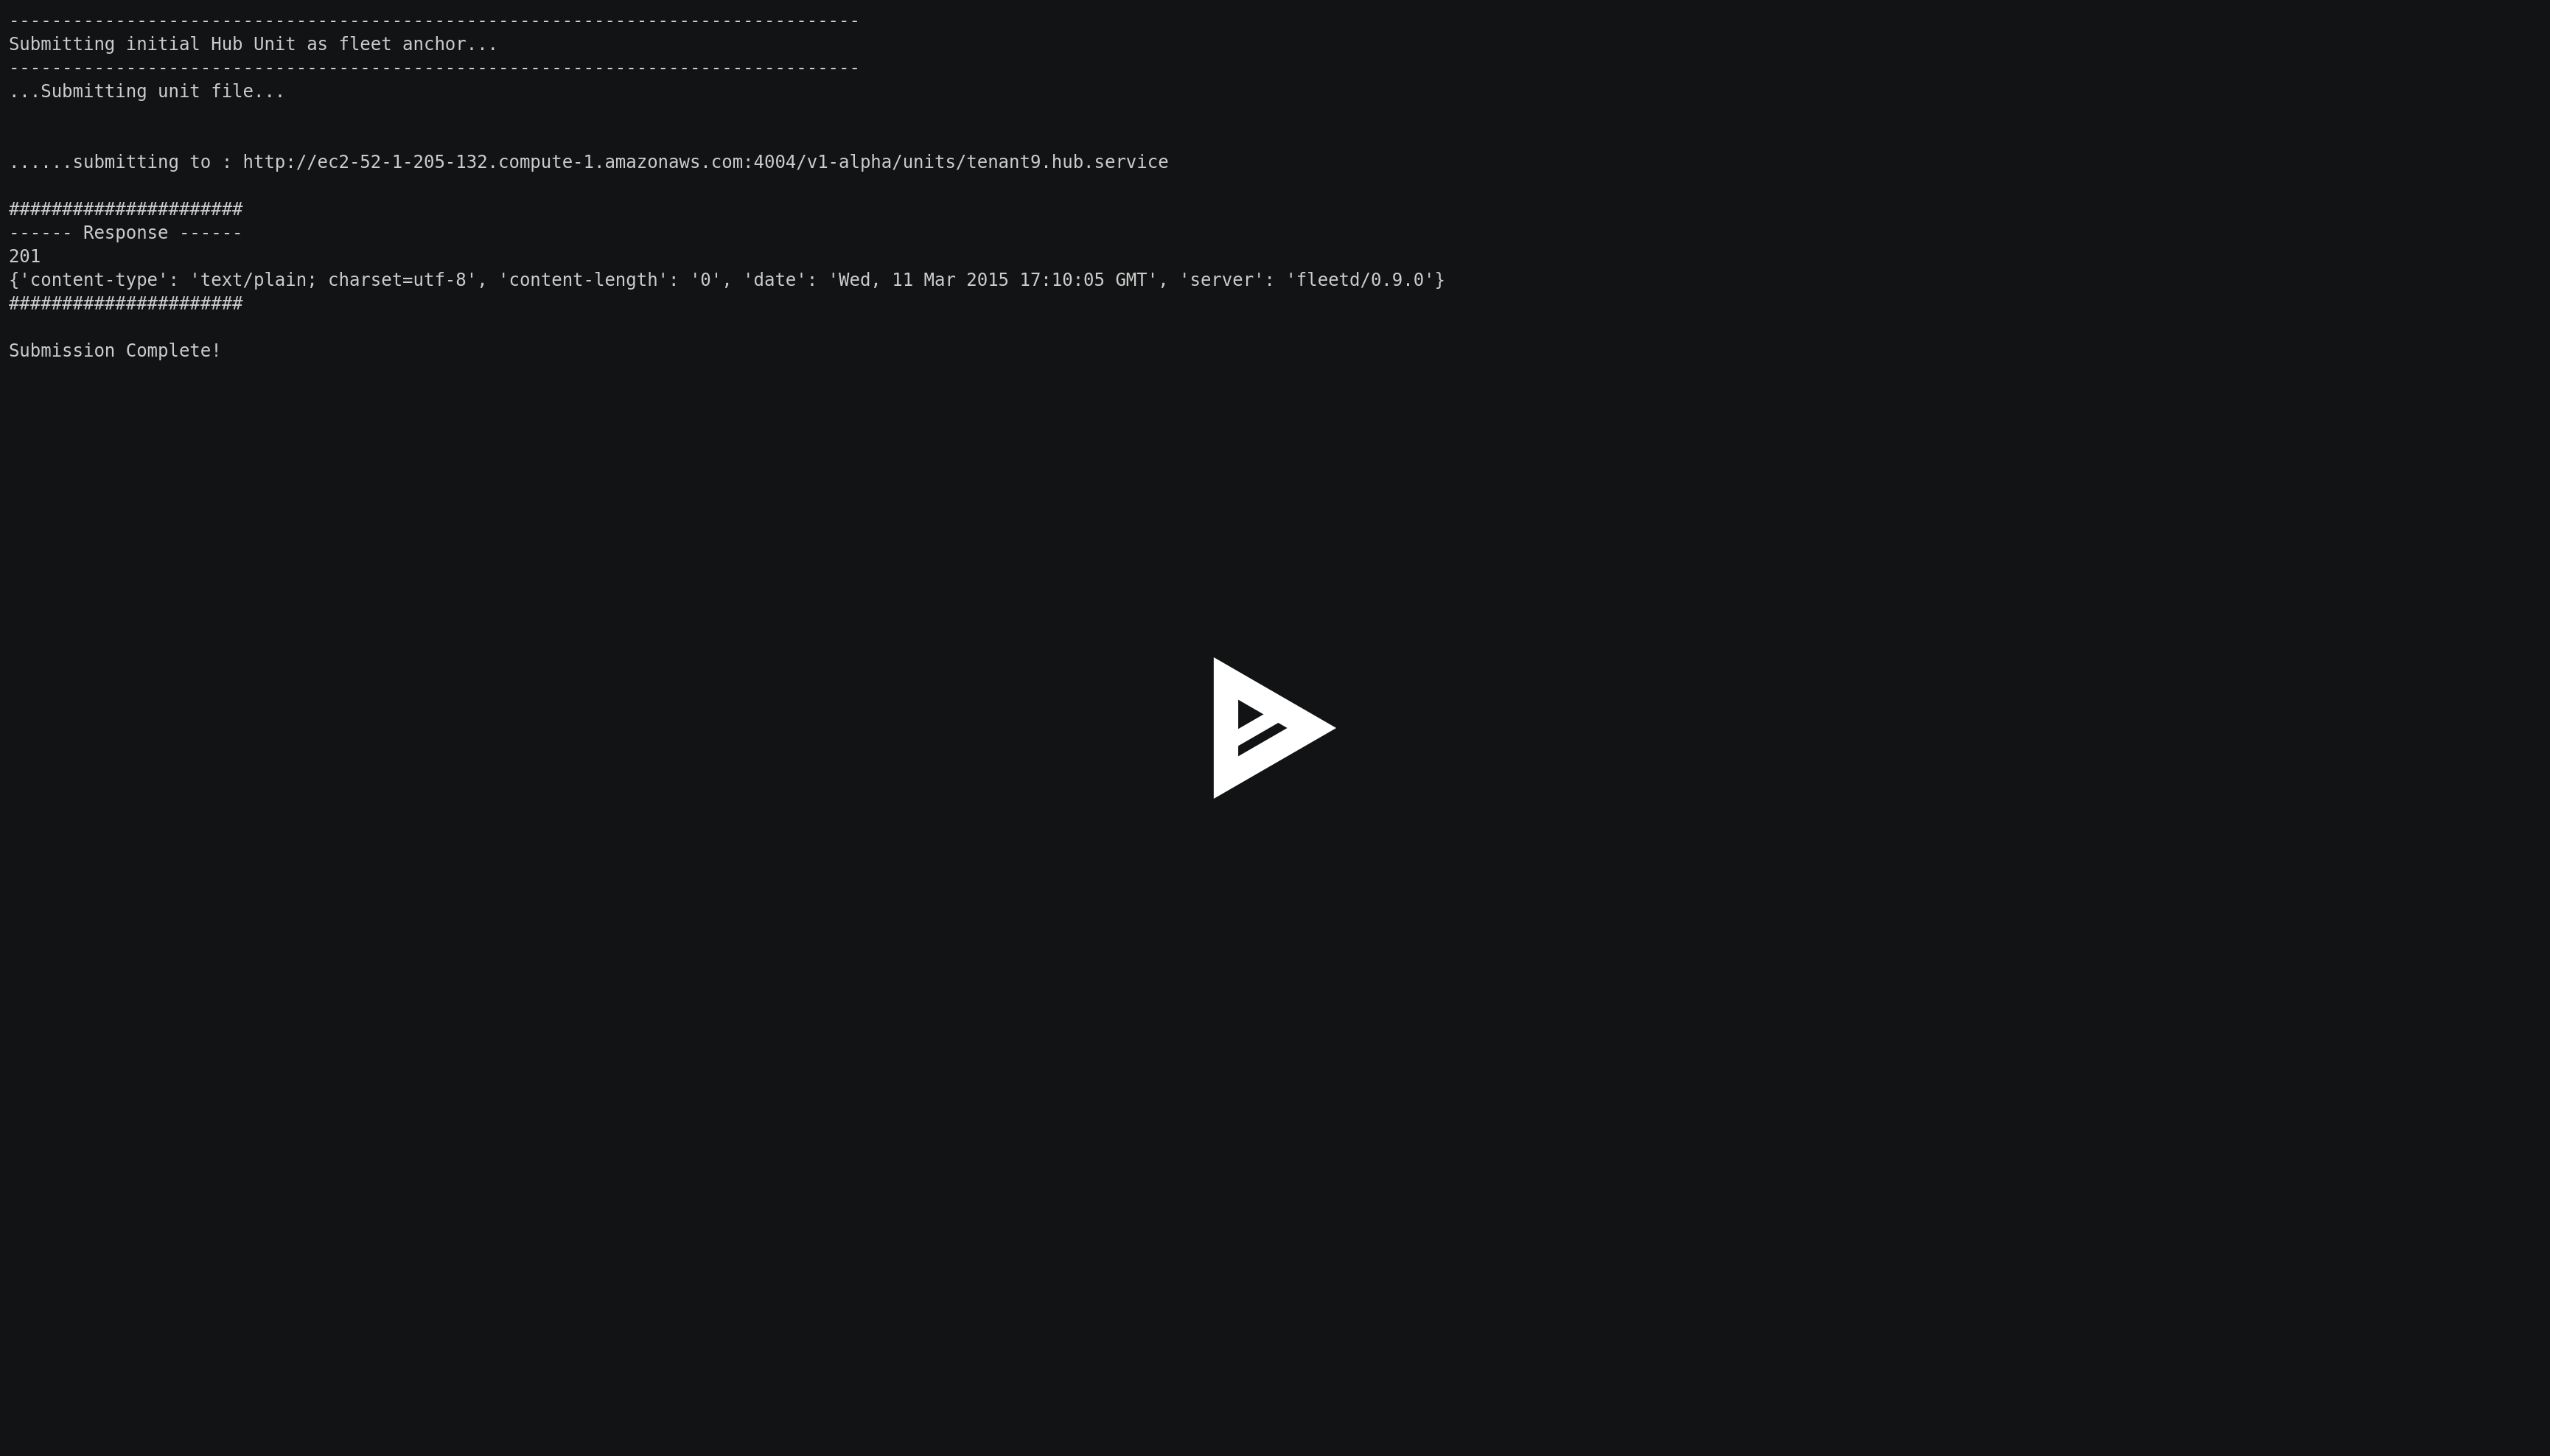 --------------------------------------------------------------------------------
Submitting initial Hub Unit as fleet anchor...
--------------------------------------------------------------------------------
...Submitting unit file...
......submitting to : http://ec2-52-1-205-132.compute-1.amazonaws.com:4004/v1-alpha/units/tenant9.hub.service
######################
------ Response ------
201
{'content-type': 'text/plain; charset=utf-8', 'content-length': '0', 'date': 'Wed, 11 Mar 2015 17:10:05 GMT', 'server': 'fleetd/0.9.0'}
######################
Submission Complete!